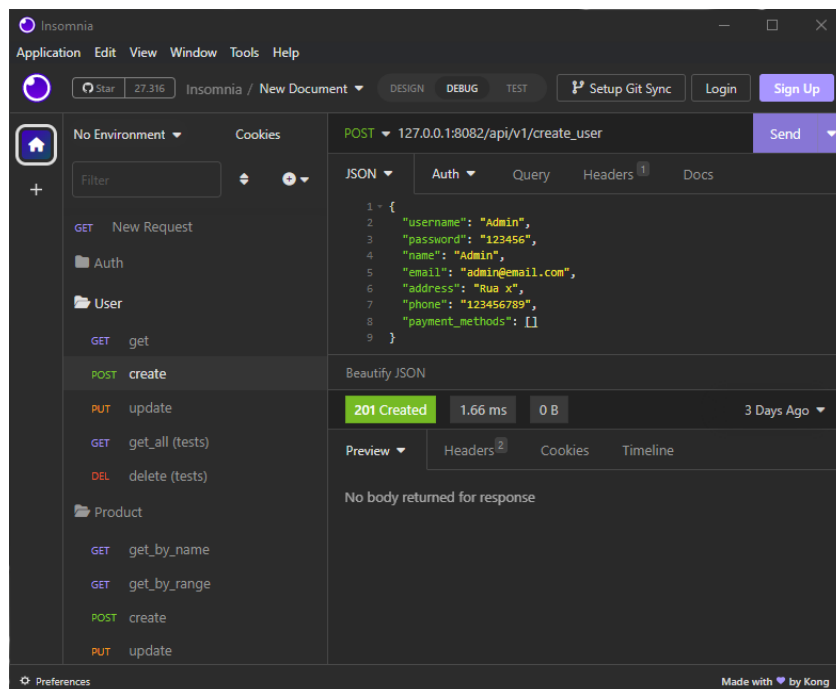 Insomnia
Application Edit View Window Tools Help
Star 27.316 Insomnia / New Document DESIGN DEBUG TEST Setup Git Sync Login Sign Up
No Environment Cookies
Filter
GET New Request
Auth
User
GET get
POST create
PUT update
GET get_all (tests)
DEL delete (tests)
Product
GET get_by_name
GET get_by_range
POST create
PUT update
POST 127.0.0.1:8082/api/v1/create_user Send
JSON Auth Query Headers 1 Docs
1 {
2 "username": "Admin",
3 "password": "123456",
4 "name": "Admin",
5 "email": "admin@email.com",
6 "address": "Rua x",
7 "phone": "123456789",
8 "payment_methods": []
9 }
Beautify JSON
201 Created 1.66 ms 0 B 3 Days Ago
Preview Headers 2 Cookies Timeline
No body returned for response
Preferences Made with 💜 by Kong